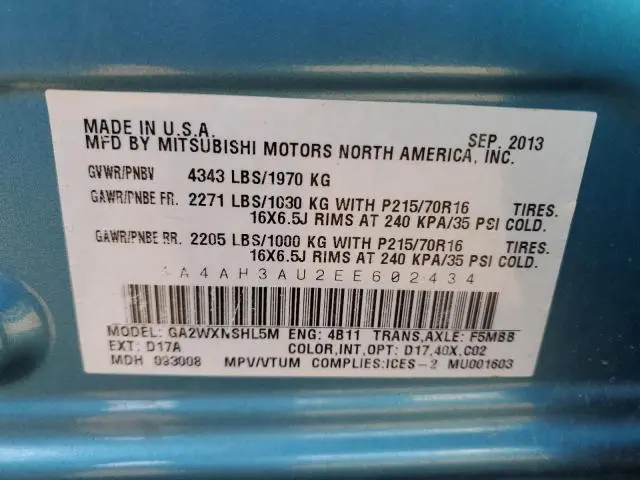 MADE IN U.S.A. SEP. 2013
MFD BY MITSUBISHI MOTORS NORTH AMERICA, INC.
GVWR/PNBV 4343 LBS/1970 KG
GAWR/PNBE FR. 2271 LBS/1030 KG WITH P215/70R16 TIRES.
16X6.5J RIMS AT 240 KPA/35 PSI COLD.
GAWR/PNBE RR. 2205 LBS/1000 KG WITH P215/70R16 TIRES.
16X6.5J RIMS AT 240 KPA/35 PSI COLD.
4A4AH3AU2EE602434
MODEL: GA2WXNSHL5M ENG: 4B11 TRANS,AXLE: F5MBB
EXT: D17A COLOR,INT,OPT: D17,40X,C02
MDH 093008 MPV/VTUM COMPLIES:ICES-2 MU001603